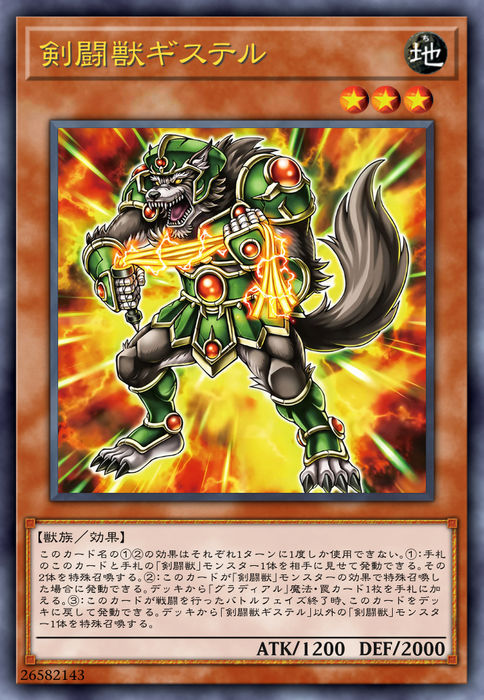 剣闘獣ギステル
ち
地
【獣族／効果】
このカード名の①②の効果はそれぞれ1ターンに1度しか使用できない。①：手札
のこのカードと手札の「剣闘獣」モンスター1体を相手に見せて発動できる。その
2体を特殊召喚する。②：このカードが「剣闘獣」モンスターの効果で特殊召喚し
た場合に発動できる。デッキから「グラディアル」魔法・罠カード1枚を手札に加
える。③：このカードが戦闘を行ったバトルフェイズ終了時、このカードをデッ
キに戻して発動できる。デッキから「剣闘獣ギステル」以外の「剣闘獣」モンスタ
ー1体を特殊召喚する。
ATK/1200 DEF/2000
26582143